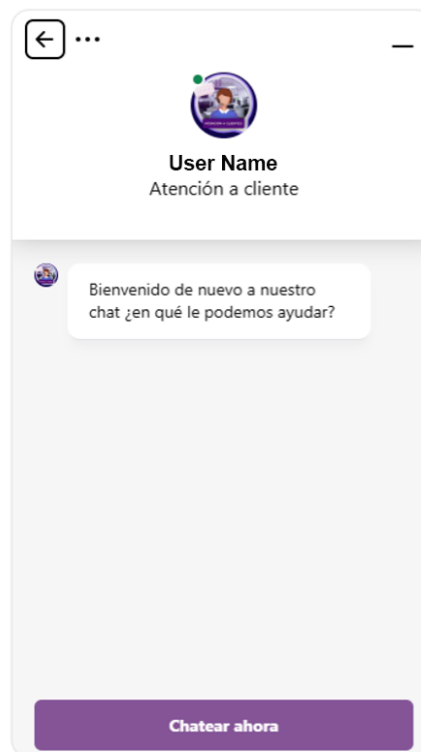 User Name
Atención a cliente
Bienvenido de nuevo a nuestro
chat ¿en qué le podemos ayudar?
Chatear ahora